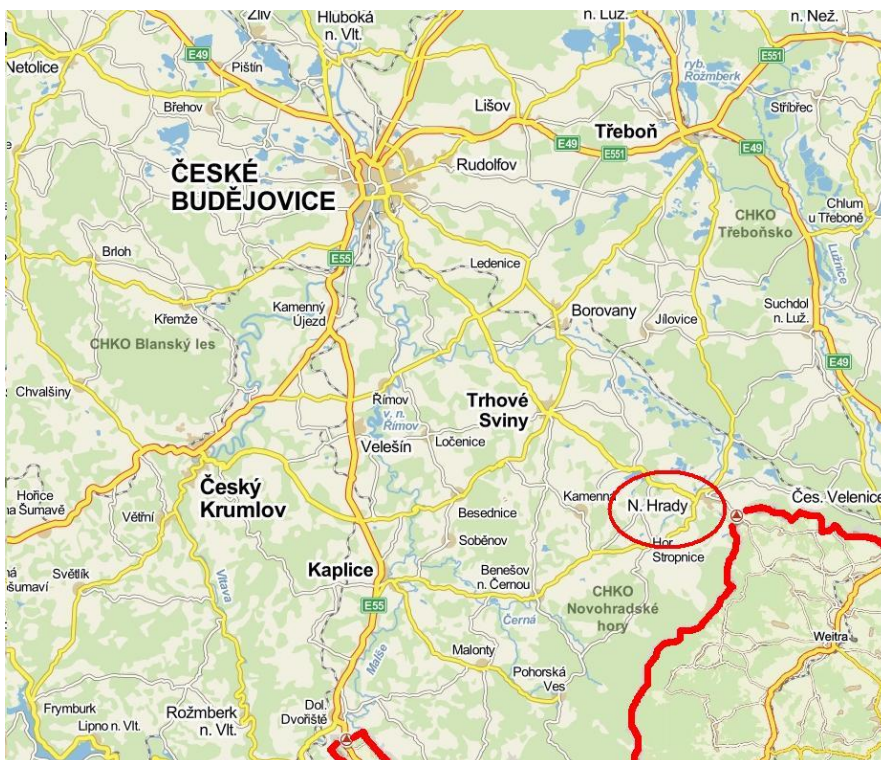 Zliv
Hluboká
n. Vlt.
n. Luž.
n. Než.
E49
E551
Netolice
Pištín
ryb.
Rožmberk
Břehov
Lišov
Třeboň
Stříbrec
E49
E551
E49
ČESKÉ
BUDĚJOVICE
Rudolfov
CHKO
Třeboňsko
Chlum
u Třeboně
Brloh
E55
Ledenice
Lužnice
Křemže
Kamenný
Újezd
Borovany
Jílovice
Suchdol
n. Luž.
CHKO Blanský les
E49
Chvalšiny
Římov
v. n.
Římov
Trhové
Sviny
Velešín
Ločenice
Hořice
na Šumavě
Český
Krumlov
Kamenná
N. Hrady
Čes. Velenice
Větřní
Besednice
Soběnov
Hor.
Stropnice
Světlík
Vltava
Kaplice
Benešov
n. Černou
CHKO
Novohradské
hory
E55
Černá
Weitra
Malše
Malonty
Pohorská
Ves
Frymburk
Lipno n. Vlt.
Rožmberk
n. Vlt.
Dol.
Dvořiště